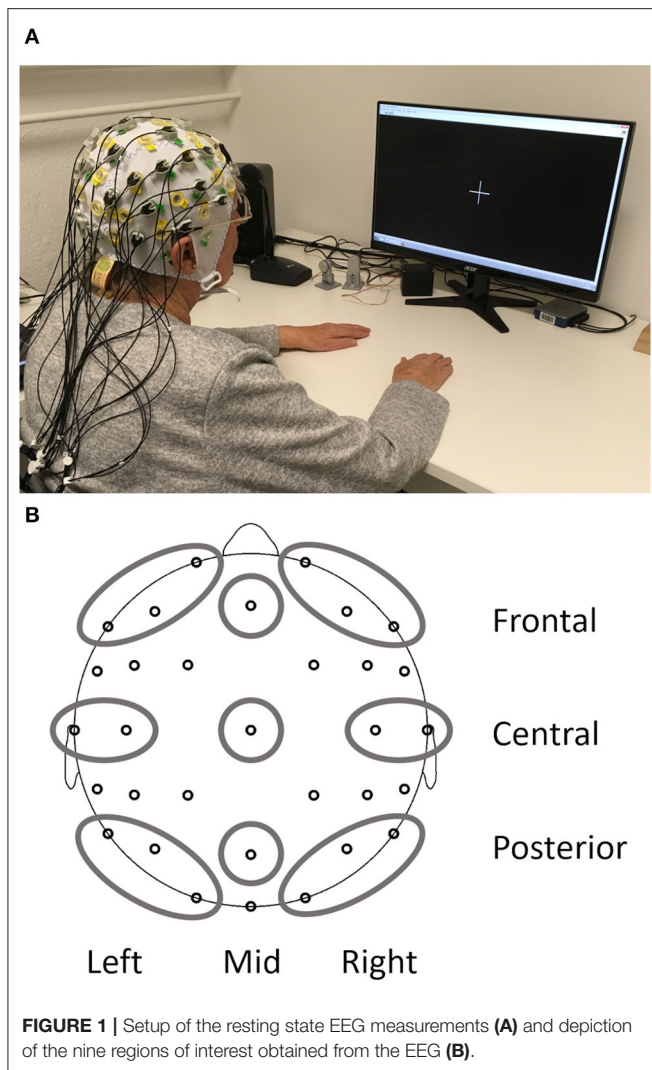 A
acer
B
Frontal
Central
Posterior
Left Mid Right
FIGURE 1 | Setup of the resting state EEG measurements (A) and depiction
of the nine regions of interest obtained from the EEG (B).